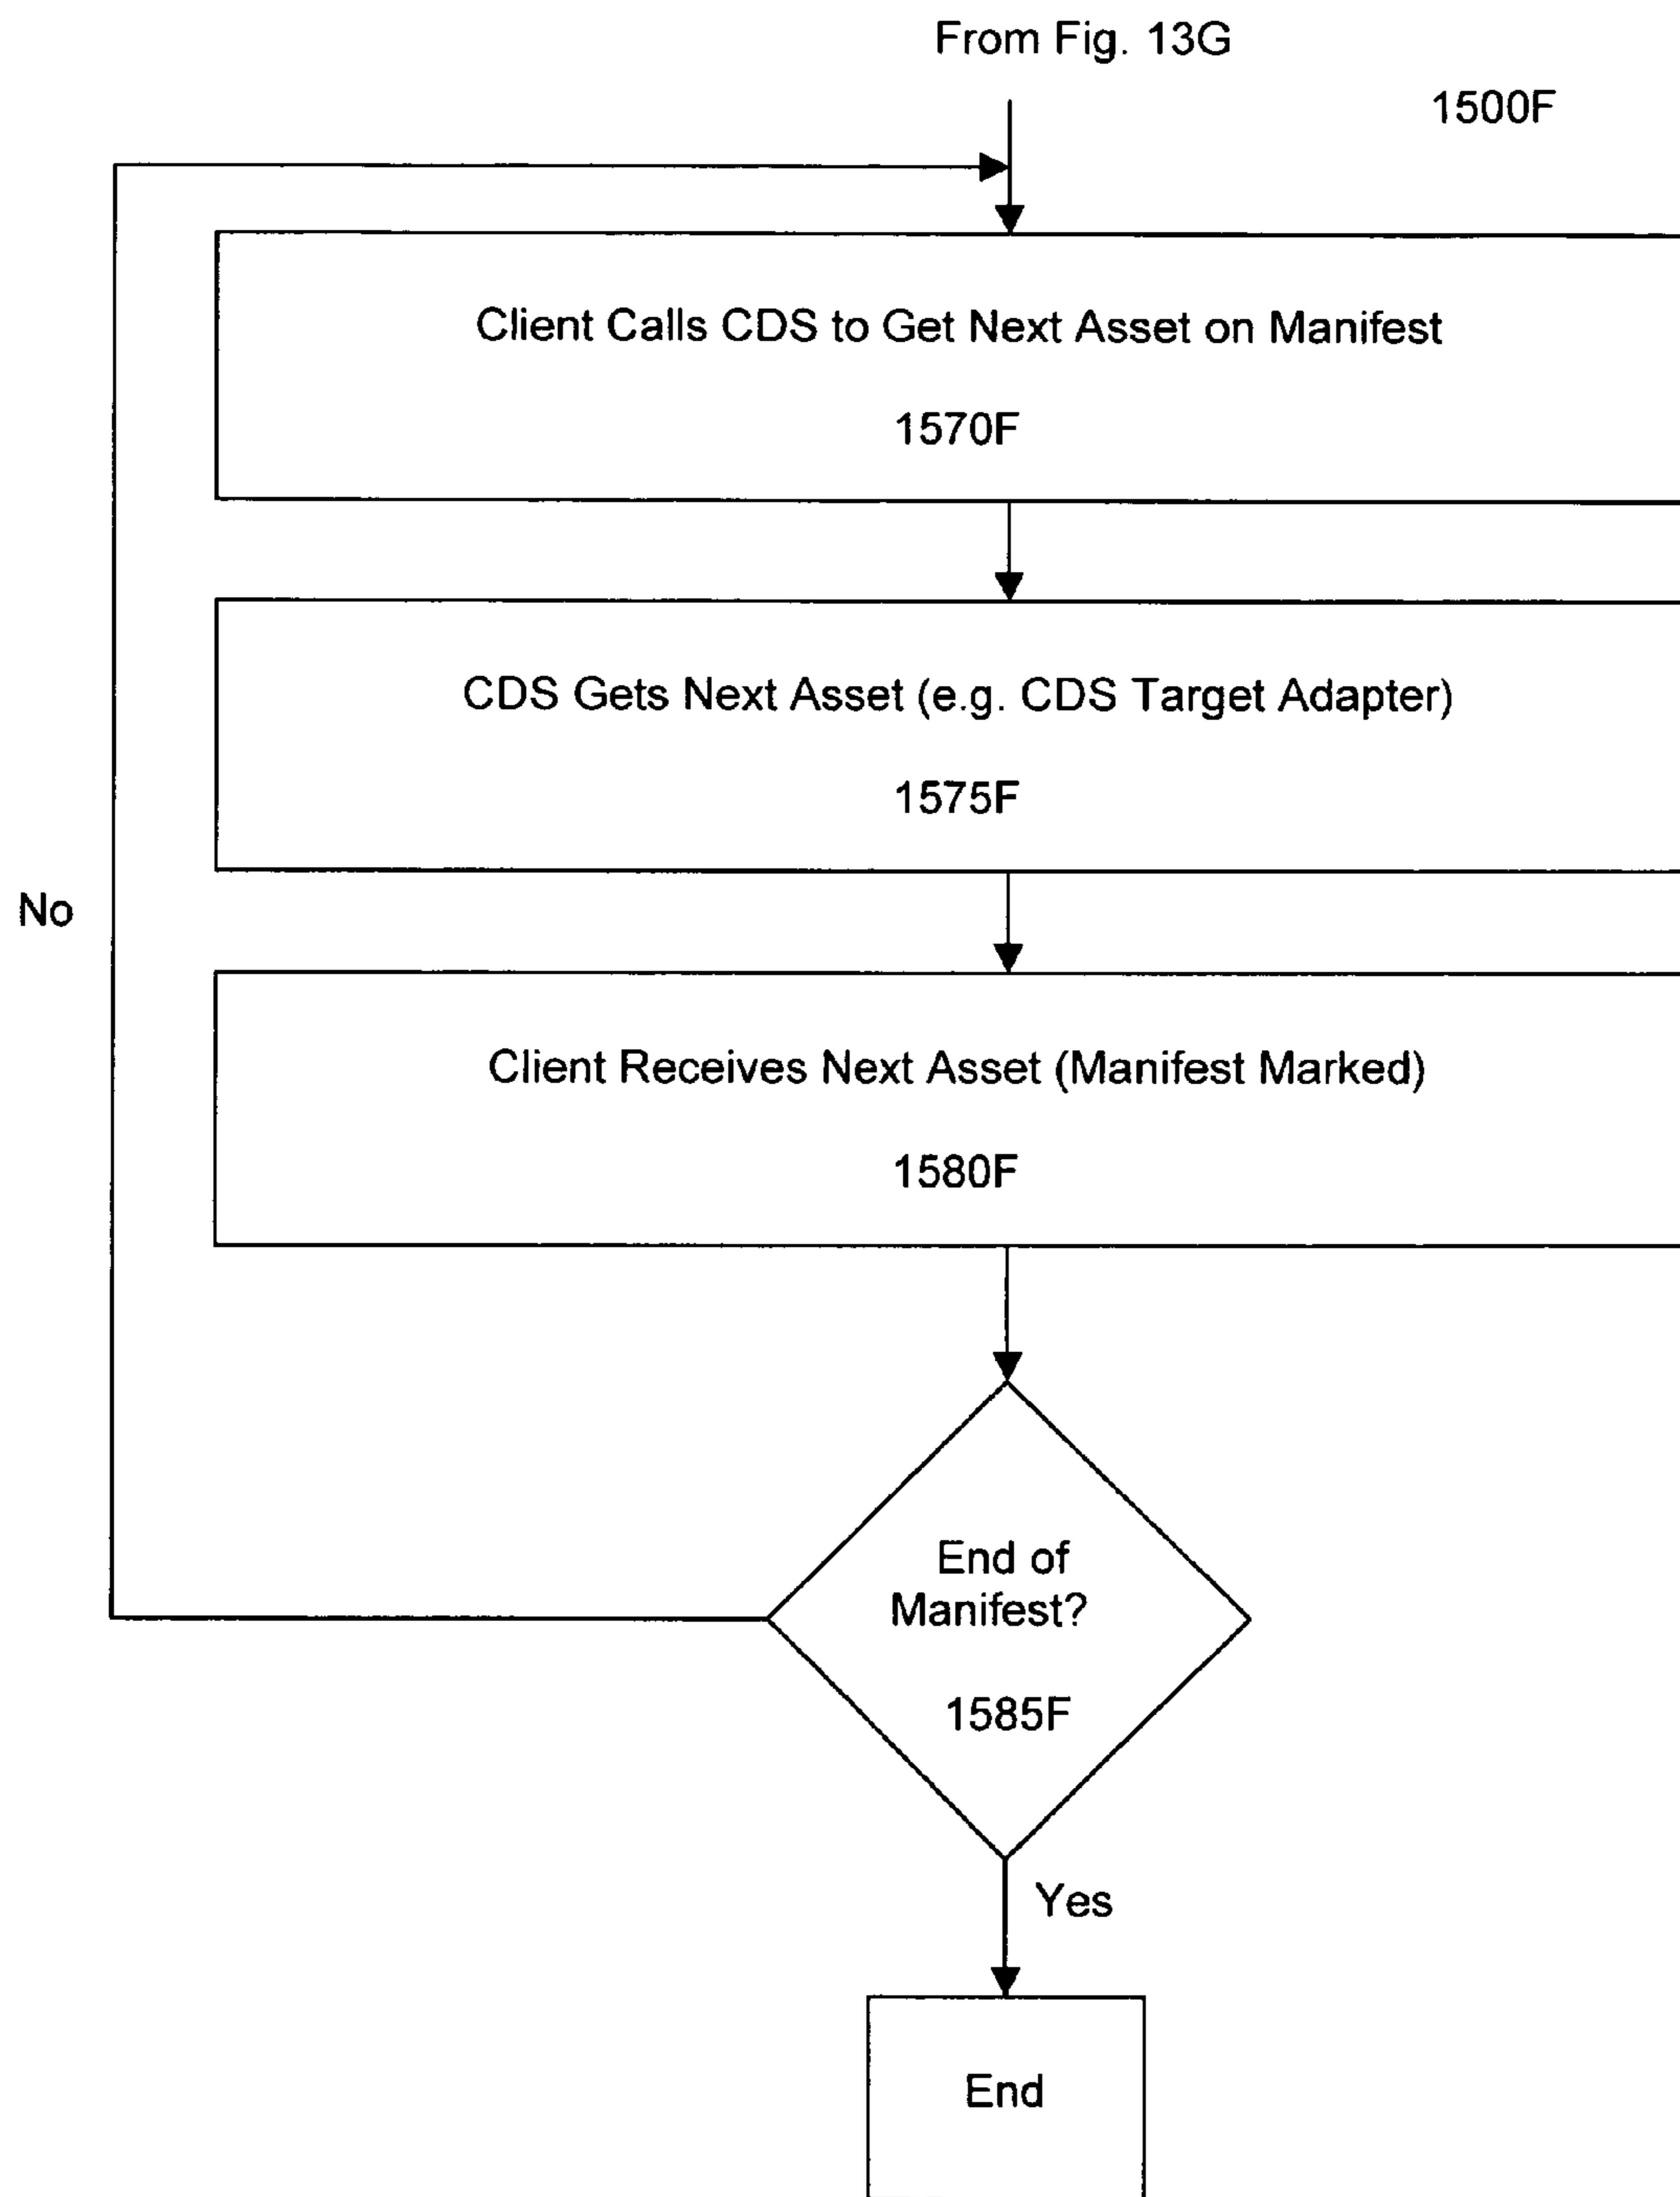 From Fig. 13G
1500F
Client Calls CDS to Get Next Asset on Manifest
1570F
CDS Gets Next Asset (e.g. CDS Target Adapter)
1575F
No
Client Receives Next Asset (Manifest Marked)
1580F
End of
Manifest?
1585F
Yes
End